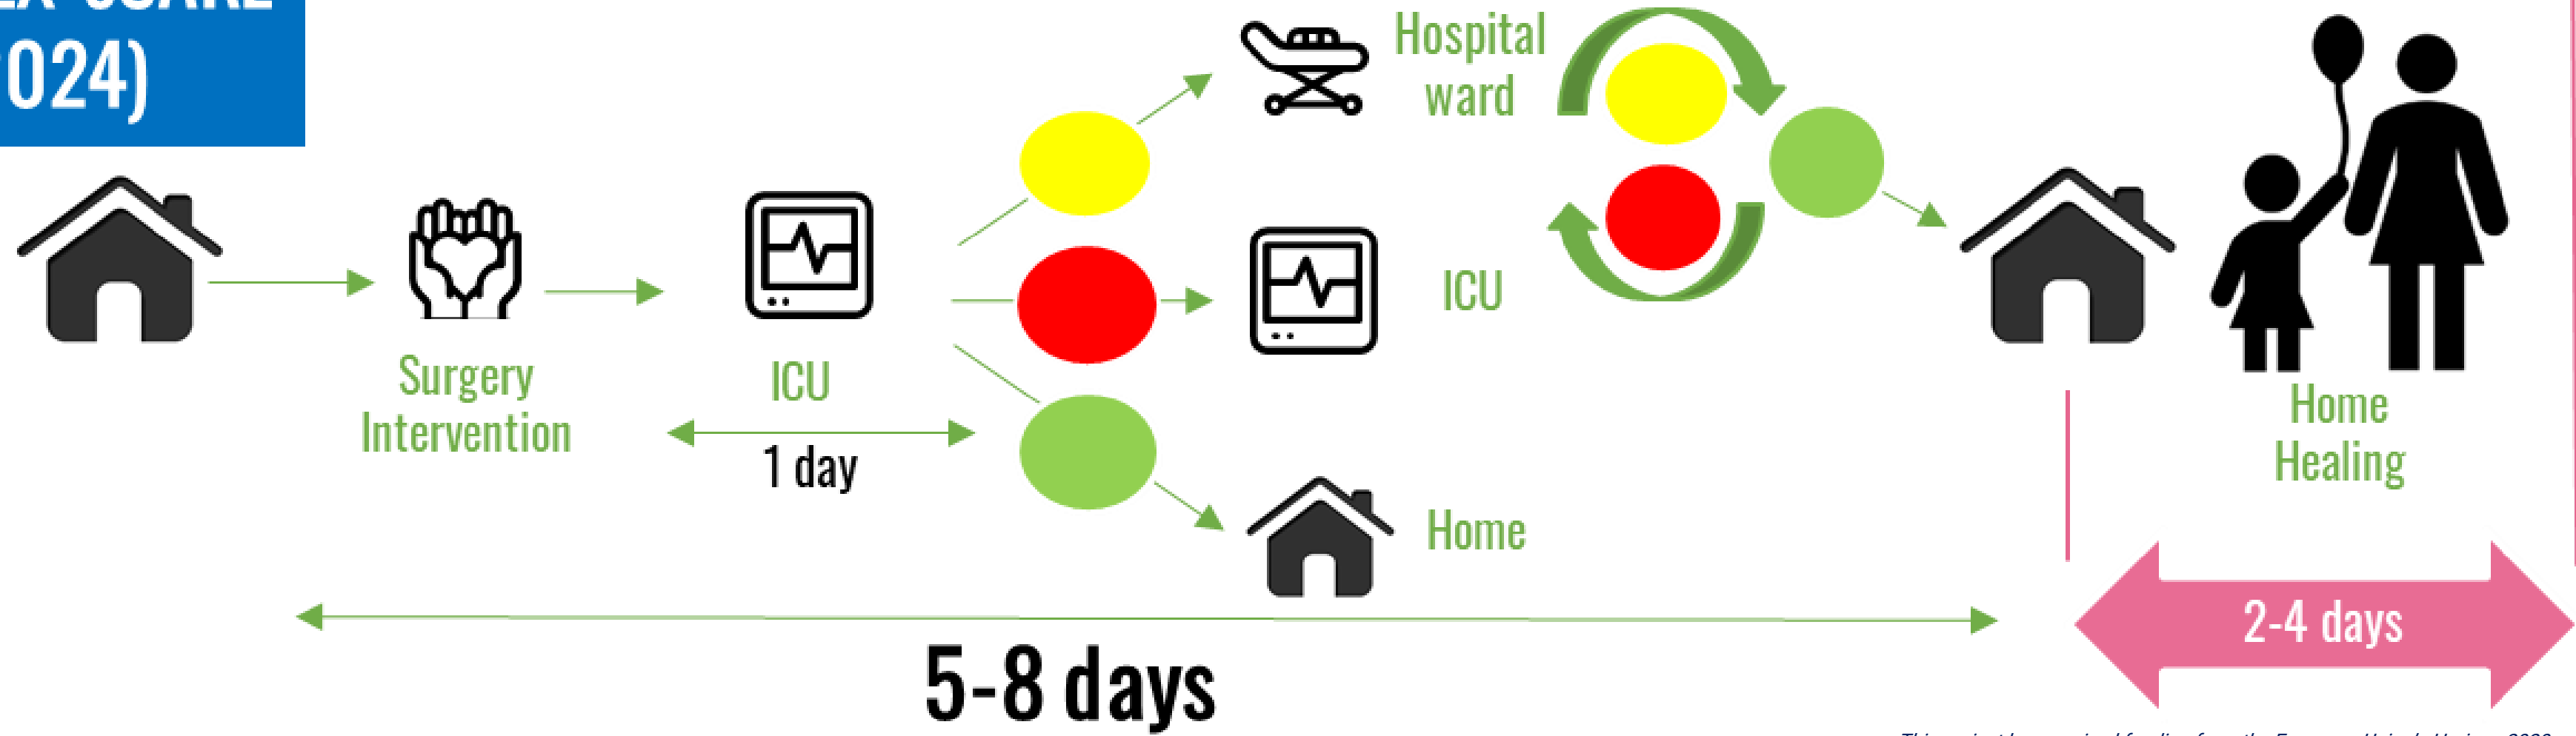 024)
Hospital
ward
Surgery
Intervention
ICU
1 day
ICU
Home
Home
Healing
5-8 days
2-4 days